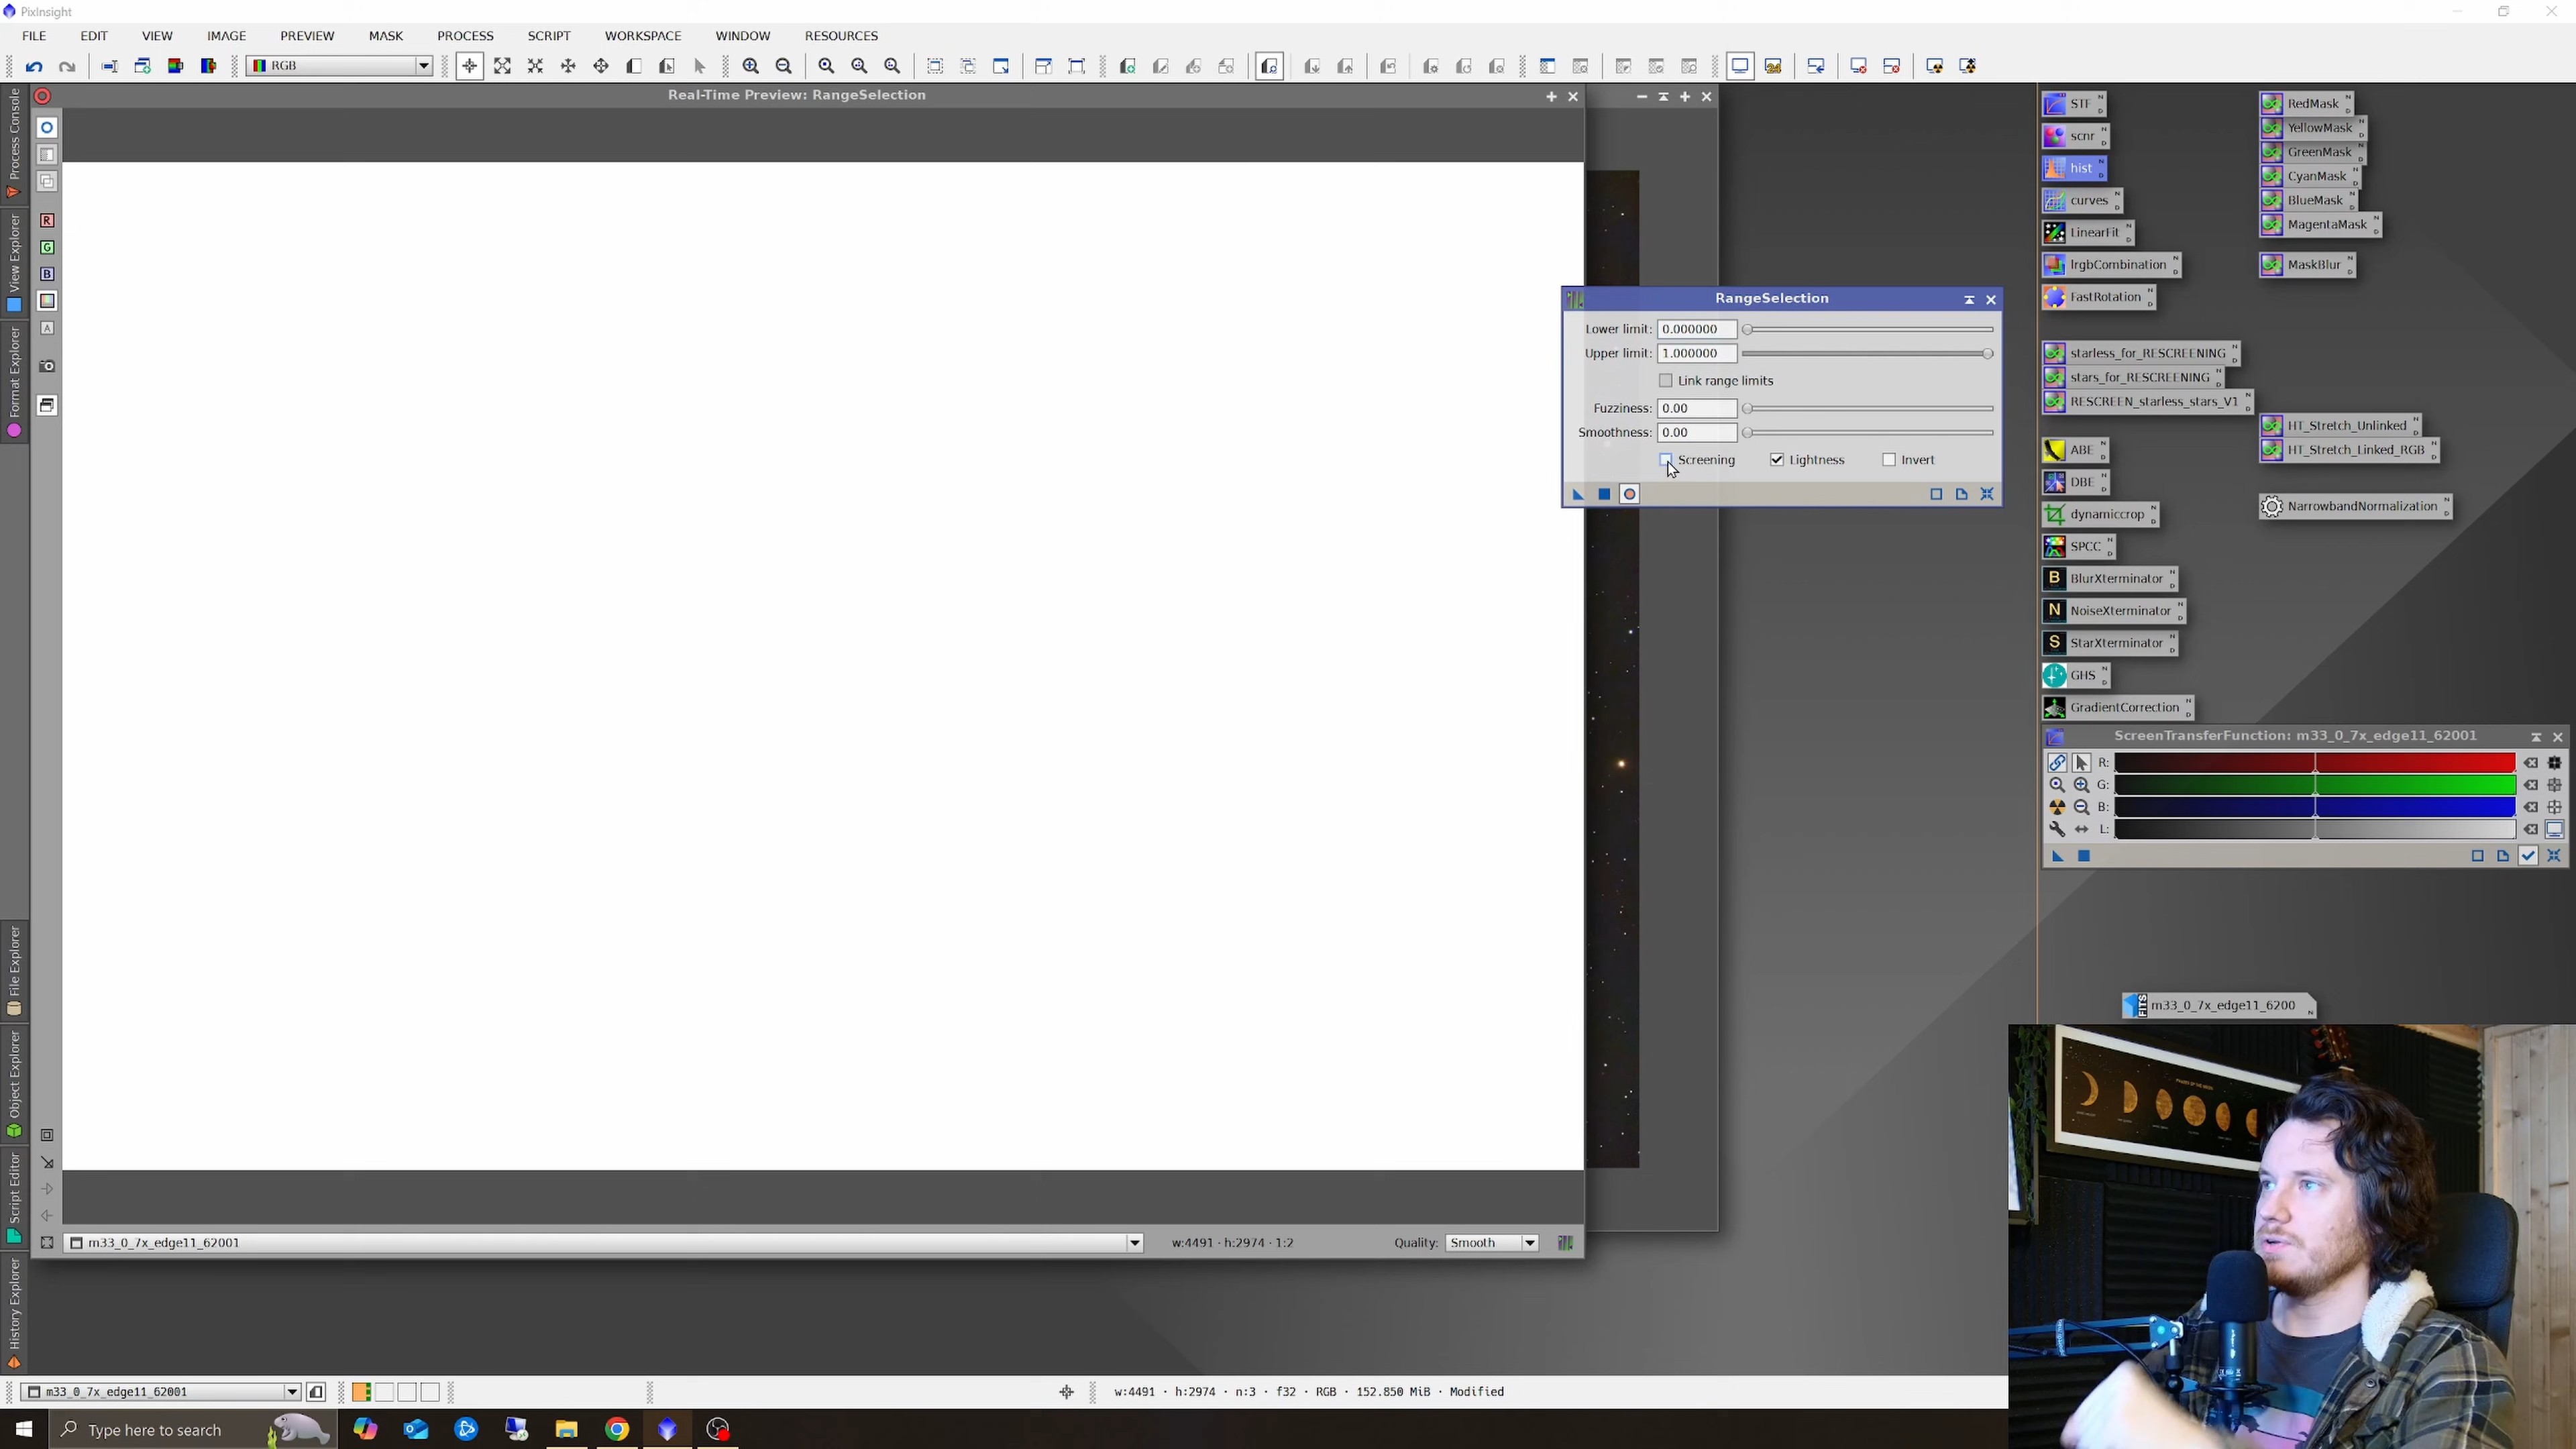 PixInsight
FILE EDIT VIEW IMAGE PREVIEW MASK PROCESS SCRIPT WORKSPACE WINDOW RESOURCES
RGB
Real-Time Preview: RangeSelection
Process Console
View Explorer
Format Explorer
File Explorer
Object Explorer
Script Editor
History Explorer
R
G
B
A
RangeSelection
Lower limit: 0.000000
Upper limit: 1.000000
Link range limits
Fuzziness: 0.00
Smoothness: 0.00
Screening Lightness Invert
STF
scnr
hist
curves
LinearFit
lrgbCombination
FastRotation
starless_for_RESCREENING
stars_for_RESCREENING
RESCREEN_starless_stars_V1
ABE
DBE
dynamiccrop
SPCC
B BlurXterminator
N NoiseXterminator
S StarXterminator
GHS
GradientCorrection
RedMask
YellowMask
GreenMask
CyanMask
BlueMask
MagentaMask
MaskBlur
HT_Stretch_Unlinked
HT_Stretch_Linked_RGB
NarrowbandNormalization
ScreenTransferFunction: m33_0_7x_edge11_62001
R:
G:
B:
L:
FITS m33_0_7x_edge11_6200
m33_0_7x_edge11_62001 w:4491 · h:2974 · 1:2 Quality: Smooth
m33_0_7x_edge11_62001 w:4491 · h:2974 · n:3 · f32 · RGB · 152.850 MiB · Modified
Type here to search